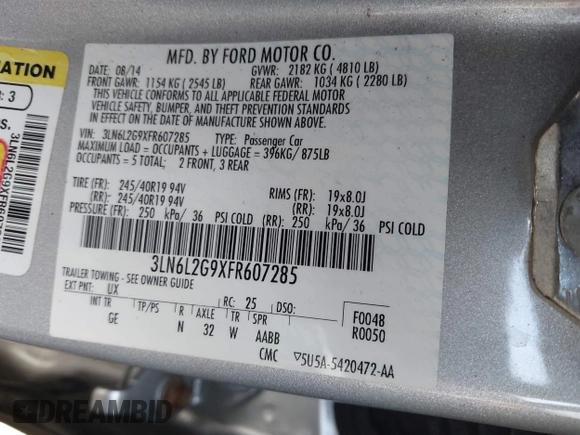 MFD. BY FORD MOTOR CO.
DATE: 08/14 GVWR: 2182 KG ( 4810 LB)
FRONT GAWR: 1154 KG ( 2545 LB) REAR GAWR: 1034 KG ( 2280 LB)
THIS VEHICLE CONFORMS TO ALL APPLICABLE FEDERAL MOTOR
VEHICLE SAFETY, BUMPER, AND THEFT PREVENTION STANDARDS
IN EFFECT ON THE DATE OF MANUFACTURE SHOWN ABOVE.
VIN: 3LN6L2G9XFR607285 TYPE: Passenger Car
MAXIMUM LOAD = OCCUPANTS + LUGGAGE = 396KG/ 875LB
OCCUPANTS = 5 TOTAL; 2 FRONT, 3 REAR
TIRE (FR): 245/40R19 94V RIMS (FR): 19x8.0J
(RR): 245/40R19 94V (RR): 19x8.0J
PRESSURE (FR): 250 kPa/ 36 PSI COLD (RR): 250 kPa/ 36 PSI COLD
3LN6L2G9XFR607285
TRAILER TOWING - SEE OWNER GUIDE
EXT PNT: UX RC: 25 DSO:
INT TR TP/PS R AXLE TR SPR F0048
GE N 32 W AABB R0050
CMC ▽5U5A-5420472-AA
: 3
DREAMBID